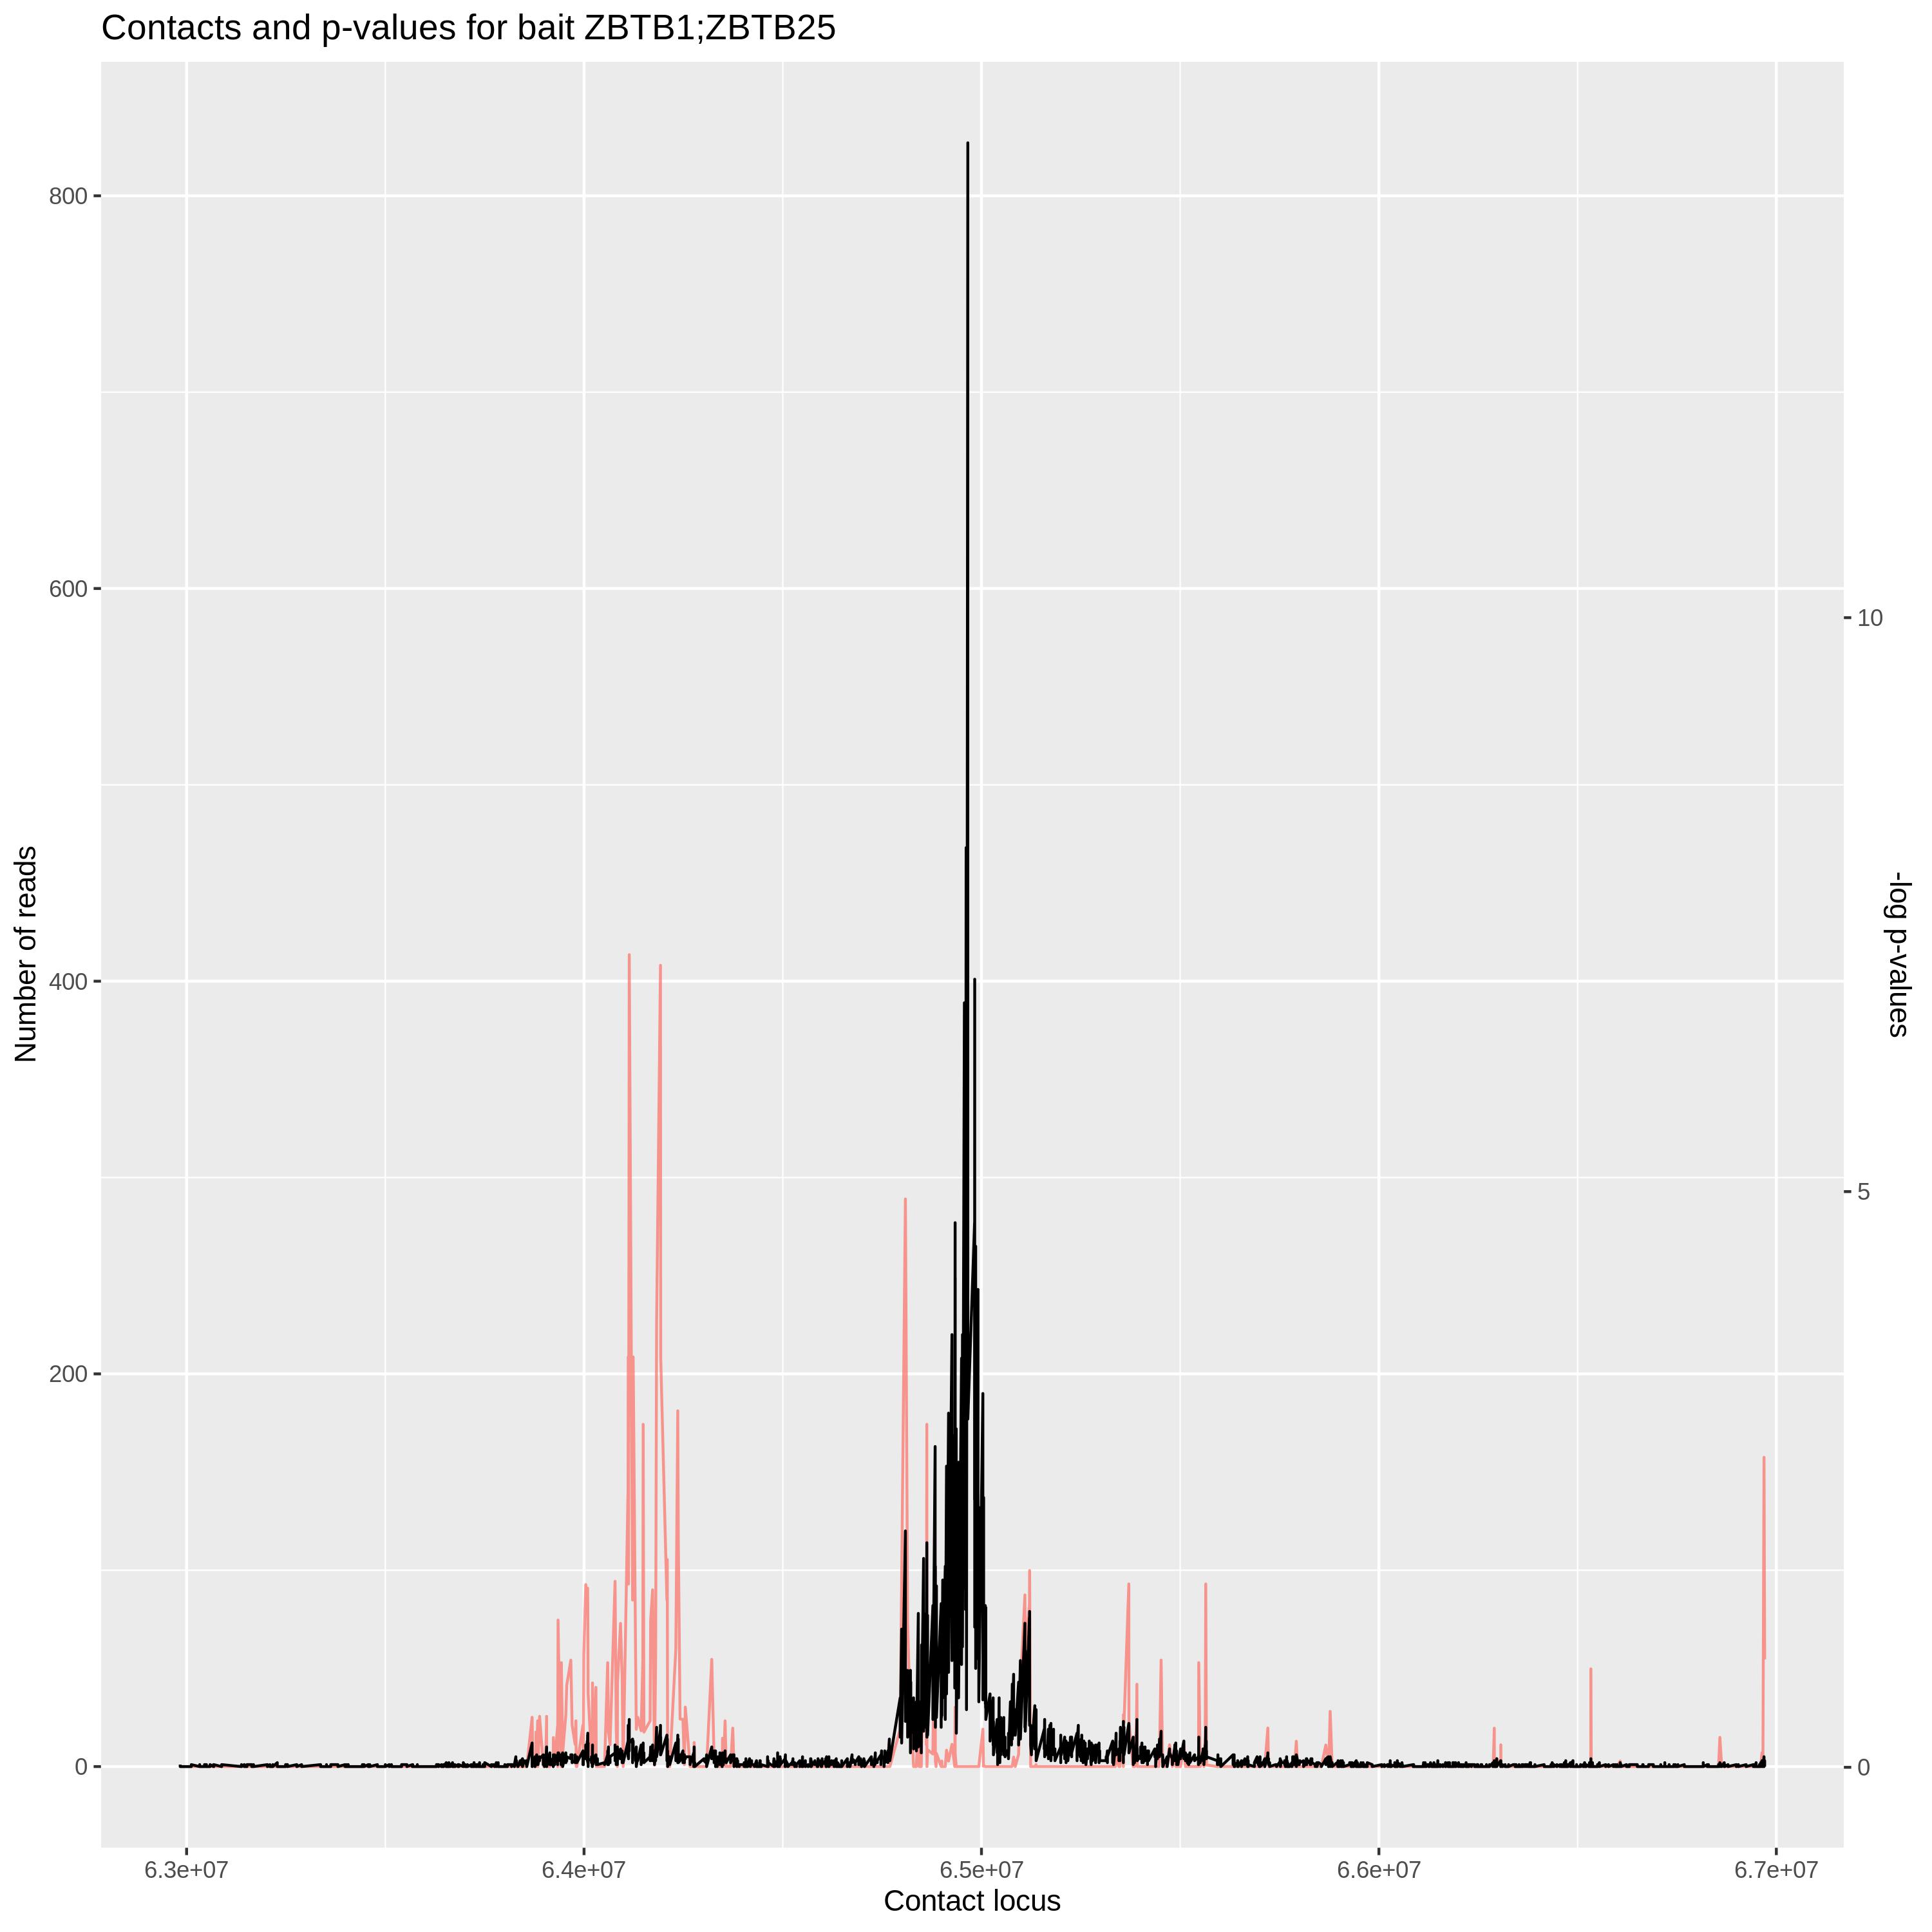 Contacts and p-values for bait ZBTB1;ZBTB25
800
600
400
200
0
Number of reads
10
5
0
-log p-values
6.3e+07 6.4e+07 6.5e+07 6.6e+07 6.7e+07
Contact locus